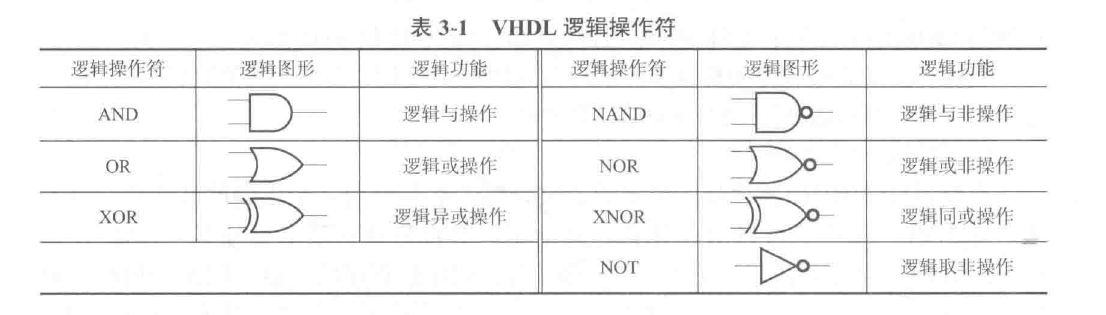 表 3-1 VHDL 逻辑操作符
逻辑操作符 逻辑图形 逻辑功能 逻辑操作符 逻辑图形 逻辑功能
AND 逻辑与操作 NAND 逻辑与非操作
OR 逻辑或操作 NOR 逻辑或非操作
XOR 逻辑异或操作 XNOR 逻辑同或操作
NOT 逻辑取非操作